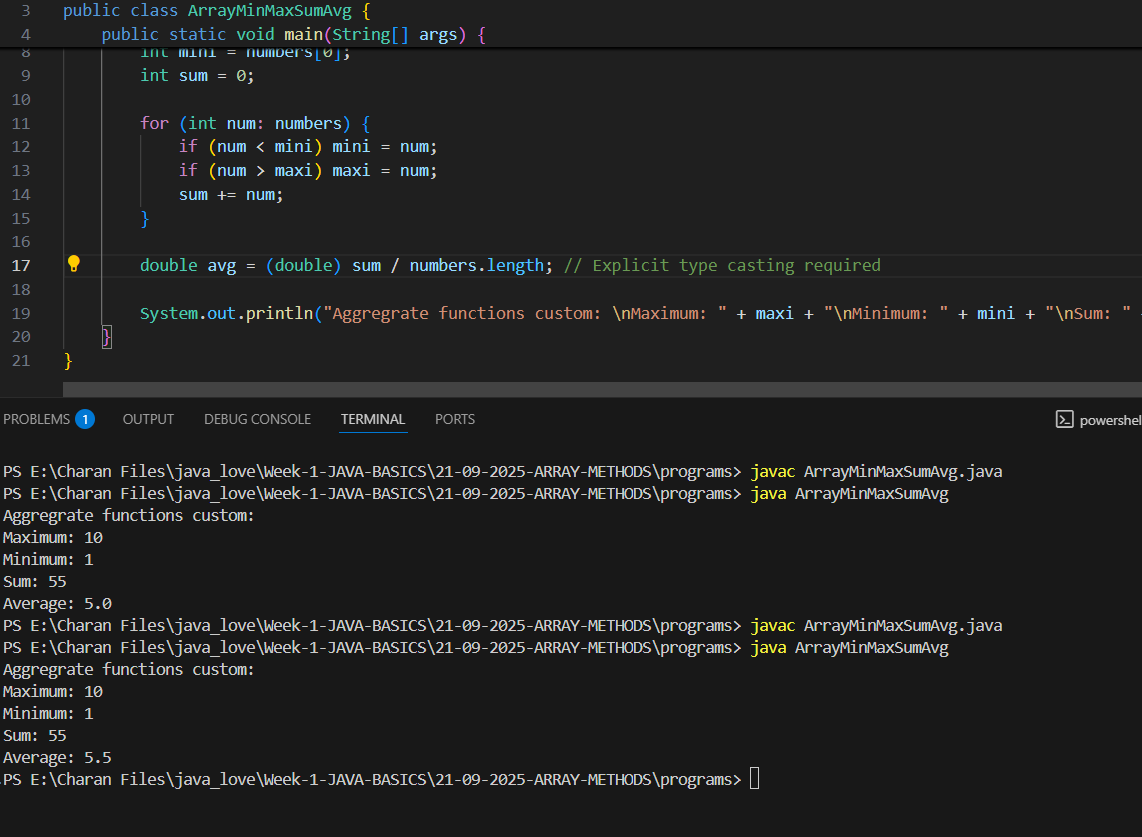 3 public class ArrayMinMaxSumAvg {
4 public static void main(String[] args) {
8 int mini = numbers[0];
9 int sum = 0;
10
11 for (int num: numbers) {
12 if (num < mini) mini = num;
13 if (num > maxi) maxi = num;
14 sum += num;
15 }
16
17 double avg = (double) sum / numbers.length; // Explicit type casting required
18
19 System.out.println("Aggregrate functions custom: \nMaximum: " + maxi + "\nMinimum: " + mini + "\nSum: "
20 }
21 }
PROBLEMS 1 OUTPUT DEBUG CONSOLE TERMINAL PORTS powershel
PS E:\Charan Files\java_love\Week-1-JAVA-BASICS\21-09-2025-ARRAY-METHODS\programs> javac ArrayMinMaxSumAvg.java
PS E:\Charan Files\java_love\Week-1-JAVA-BASICS\21-09-2025-ARRAY-METHODS\programs> java ArrayMinMaxSumAvg
Aggregrate functions custom:
Maximum: 10
Minimum: 1
Sum: 55
Average: 5.0
PS E:\Charan Files\java_love\Week-1-JAVA-BASICS\21-09-2025-ARRAY-METHODS\programs> javac ArrayMinMaxSumAvg.java
PS E:\Charan Files\java_love\Week-1-JAVA-BASICS\21-09-2025-ARRAY-METHODS\programs> java ArrayMinMaxSumAvg
Aggregrate functions custom:
Maximum: 10
Minimum: 1
Sum: 55
Average: 5.5
PS E:\Charan Files\java_love\Week-1-JAVA-BASICS\21-09-2025-ARRAY-METHODS\programs>